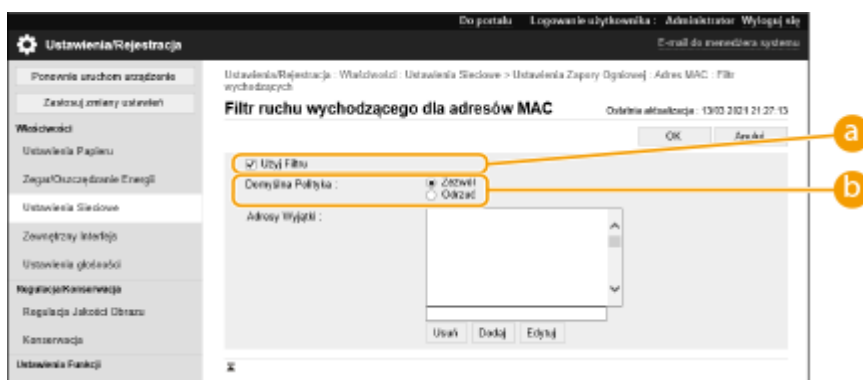 Do portalu Logowanie użytkownika : Administrator Wyloguj się
Ustawienia/Rejestracja
E-mail do menedżera systemu
Ponownie uruchom urządzenie
Zastosuj zmiany ustawień
Właściwości
Ustawienia Papieru
Zegar/Oszczędzanie Energii
Ustawienia Sieciowe
Zewnętrzny Interfejs
Ustawienia głośności
Regulacja/Konserwacja
Regulacja Jakości Obrazu
Konserwacja
Ustawienia Funkcji
Ustawienia/Rejestracja : Właściwości : Ustawienia Sieciowe > Ustawienia Zapory Ogniowej : Adres MAC : Filtr
wychodzących
Filtr ruchu wychodzącego dla adresów MAC
Ostatnia aktualizacja : 13/03 2021 21:27:13
OK Anuluj
Użyj Filtru
Domyślna Polityka :
Zezwól
Odrzuć
Adresy Wyjątki :
Usuń Dodaj Edytuj
a
b